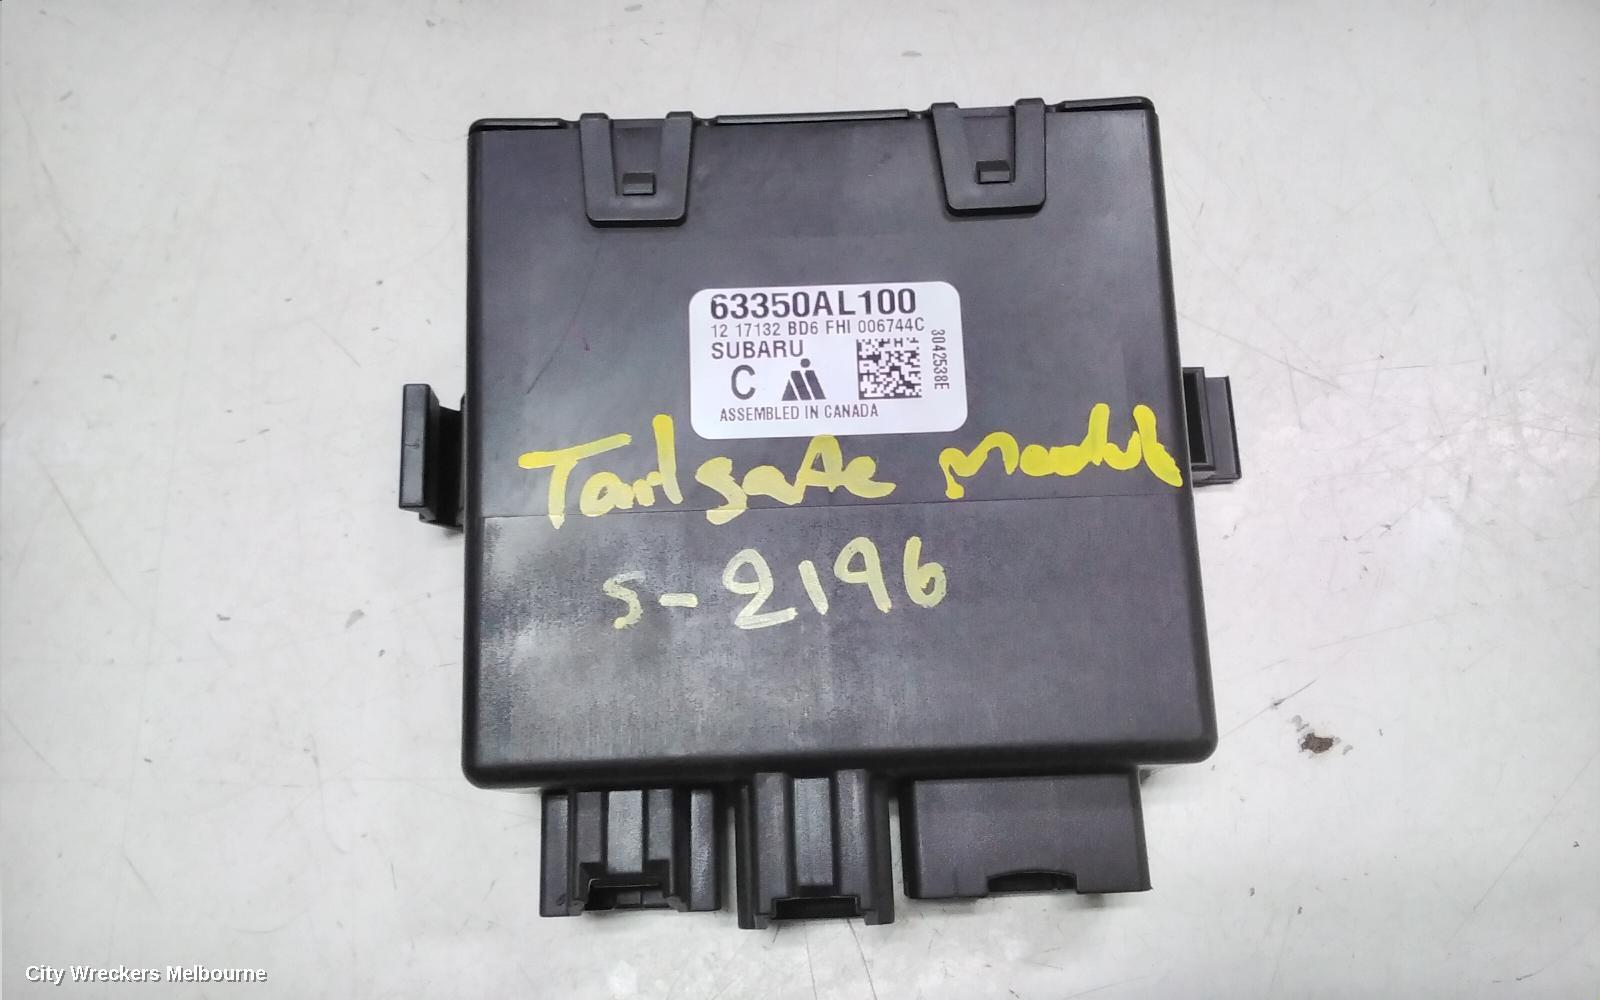 63350AL100
12 17132 BD6 FHI 006744C
SUBARU
3042538E
C
ASSEMBLED IN CANADA
Tailgate Modul
S-2196
City Wreckers Melbourne